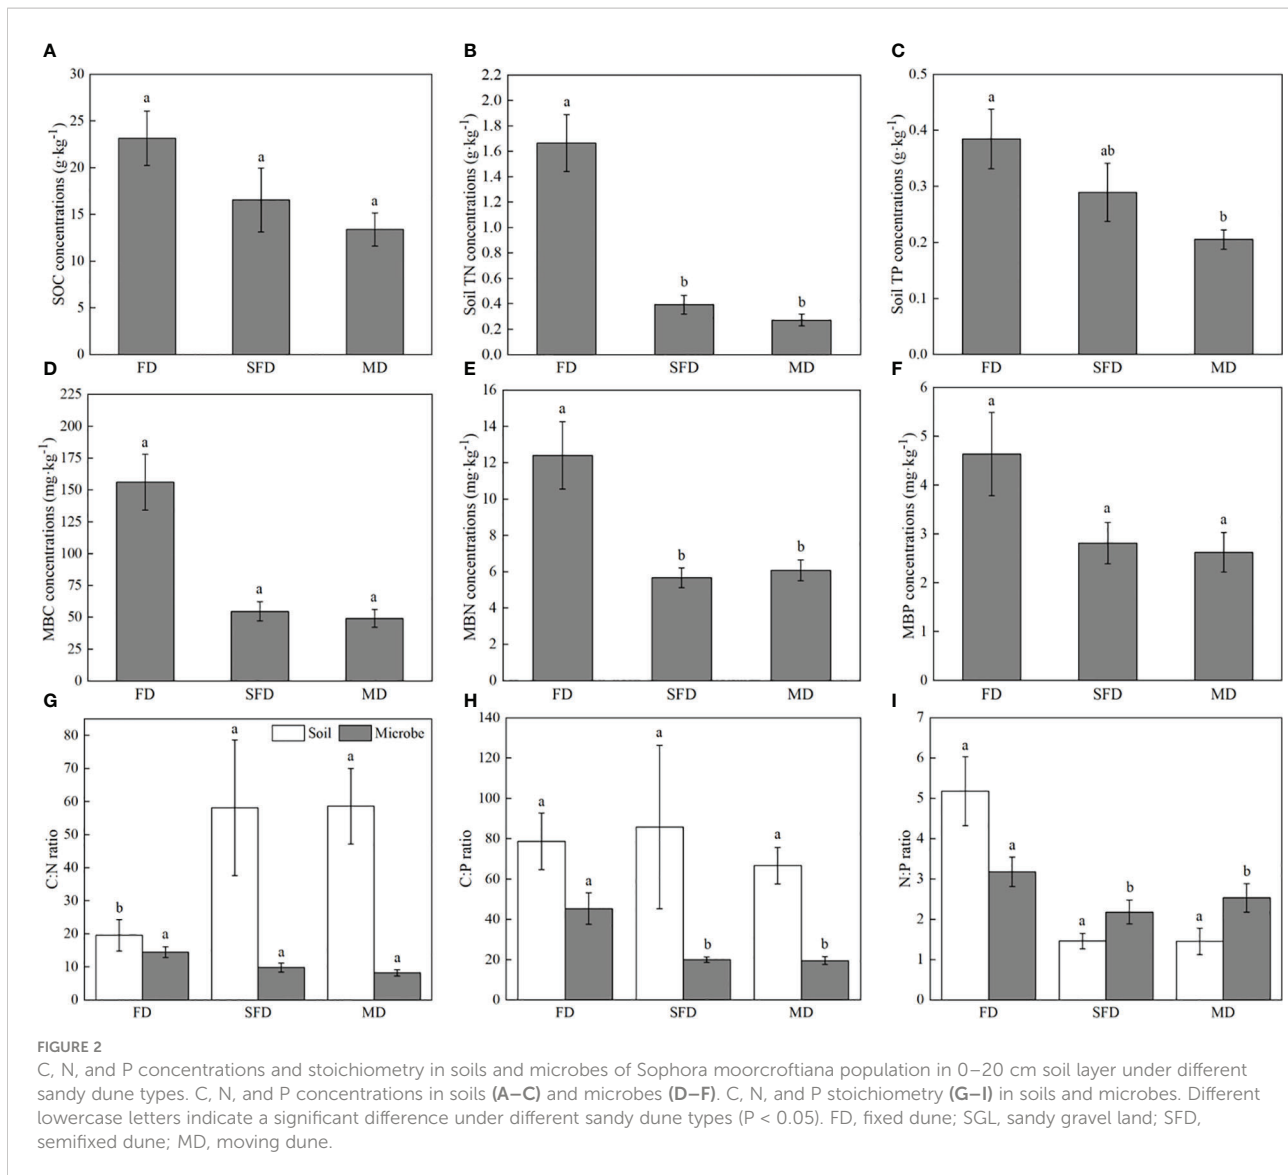 A
B
C
30
25
20
15
10
5
0
SOC concentrations (g·kg-1)
a
a
a
FD
SFD
MD
2.2
2.0
1.8
1.6
1.4
1.2
1.0
0.8
0.6
0.4
0.2
0.0
Soil TN concentrations (g·kg-1)
a
b
b
FD
SFD
MD
0.5
0.4
0.3
0.2
0.1
0.0
Soil TP concentrations (g·kg-1)
a
ab
b
FD
SFD
MD
D
E
F
225
200
175
150
125
100
75
50
25
0
MBC concentrations (mg·kg-1)
a
a
a
FD
SFD
MD
16
14
12
10
8
6
4
2
0
MBN concentrations (mg·kg-1)
a
b
b
FD
SFD
MD
6
5
4
3
2
1
0
MBP concentrations (mg·kg-1)
a
a
a
FD
SFD
MD
G
H
I
80
70
60
50
40
30
20
10
0
C:N ratio
Soil
Microbe
b
a
a
a
a
a
FD
SFD
MD
140
120
100
80
60
40
20
0
C:P ratio
a
a
a
b
a
b
FD
SFD
MD
7
6
5
4
3
2
1
0
N:P ratio
a
a
a
b
a
b
FD
SFD
MD
FIGURE 2
C, N, and P concentrations and stoichiometry in soils and microbes of Sophora moorcroftiana population in 0–20 cm soil layer under different
sandy dune types. C, N, and P concentrations in soils (A–C) and microbes (D–F). C, N, and P stoichiometry (G–I) in soils and microbes. Different
lowercase letters indicate a significant difference under different sandy dune types (P < 0.05). FD, fixed dune; SGL, sandy gravel land; SFD,
semifixed dune; MD, moving dune.